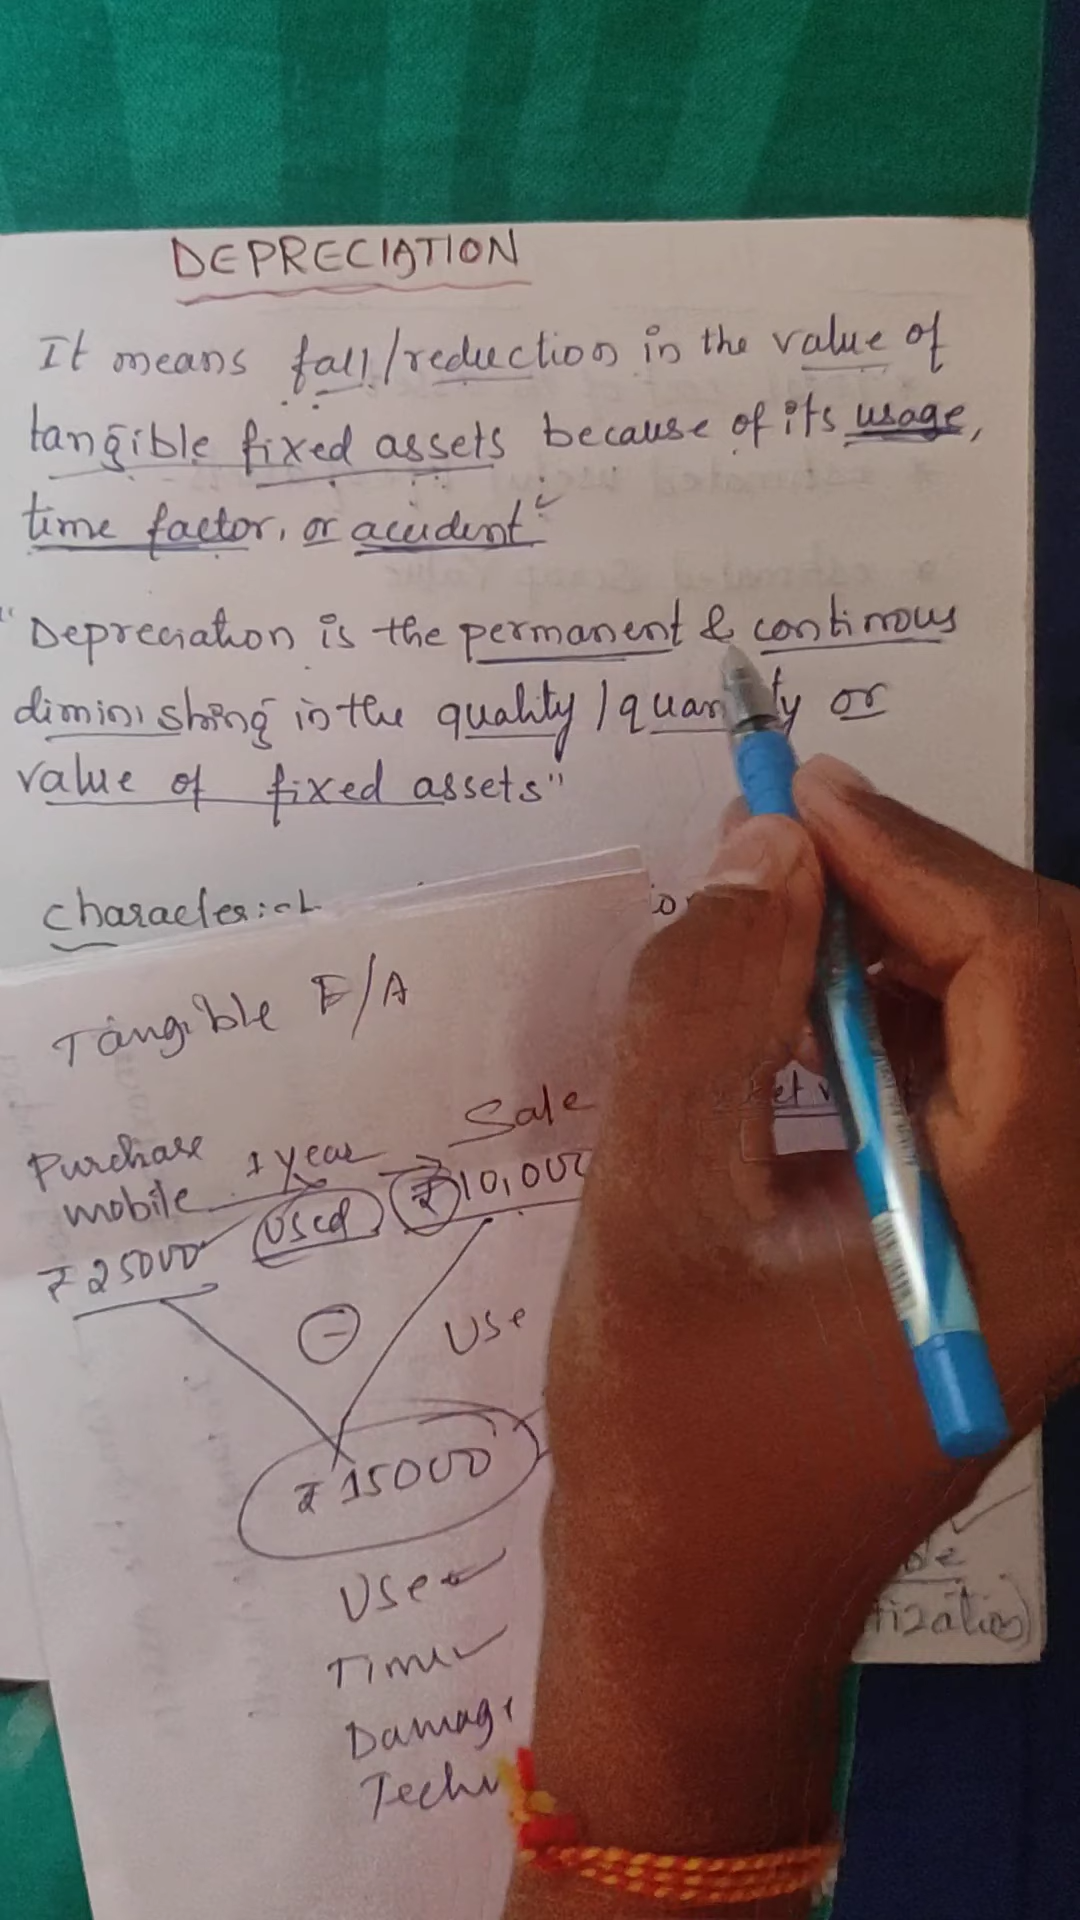 DEPRECIATION
It means fall/reduction in the value of
tangible fixed assets because of its usage,
time factor, or accident
"Depreciation is the permanent & continous
diminishing in the quality / quantity or
value of fixed assets"
Tangible F/A
Sale
Purchase 1 year
mobile used ₹ 10,000
₹ 25000
(-)
Use
₹ 15000
Use
Time
Damage